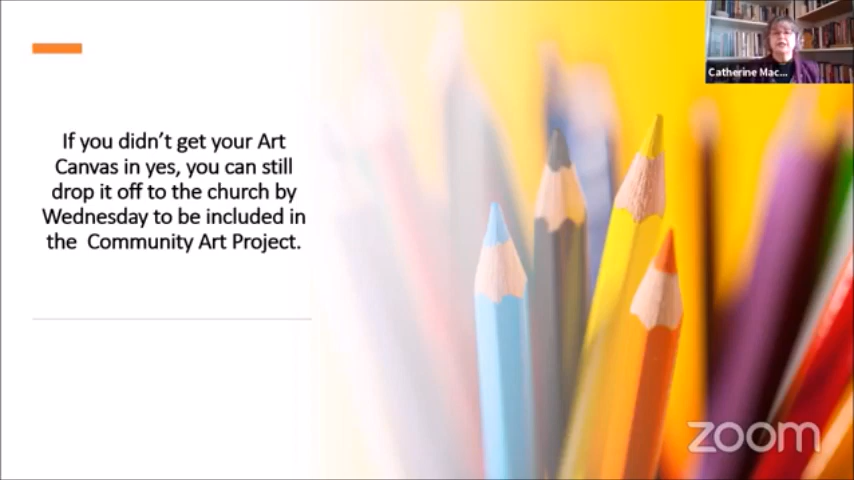 Catherine Mac...
If you didn't get your Art
Canvas in yes, you can still
drop it off to the church by
Wednesday to be included in
the Community Art Project.
zoom